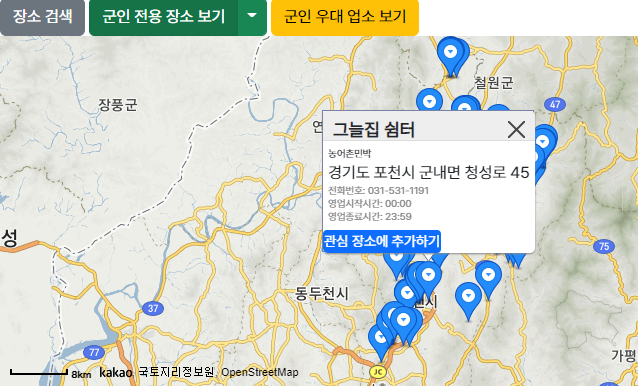 장소 검색
군인 전용 장소 보기
군인 우대 업소 보기
철원군
장풍군
47
연
그늘집 쉼터
농어촌민박
경기도 포천시 군내면 청성로 45
전화번호: 031-531-1191
영업시작시간: 00:00
영업종료시간: 23:59
관심 장소에 추가하기
성
75
동두천시
천시
37
77
가평
8km
kakao 국토지리정보원, OpenStreetMap
JC